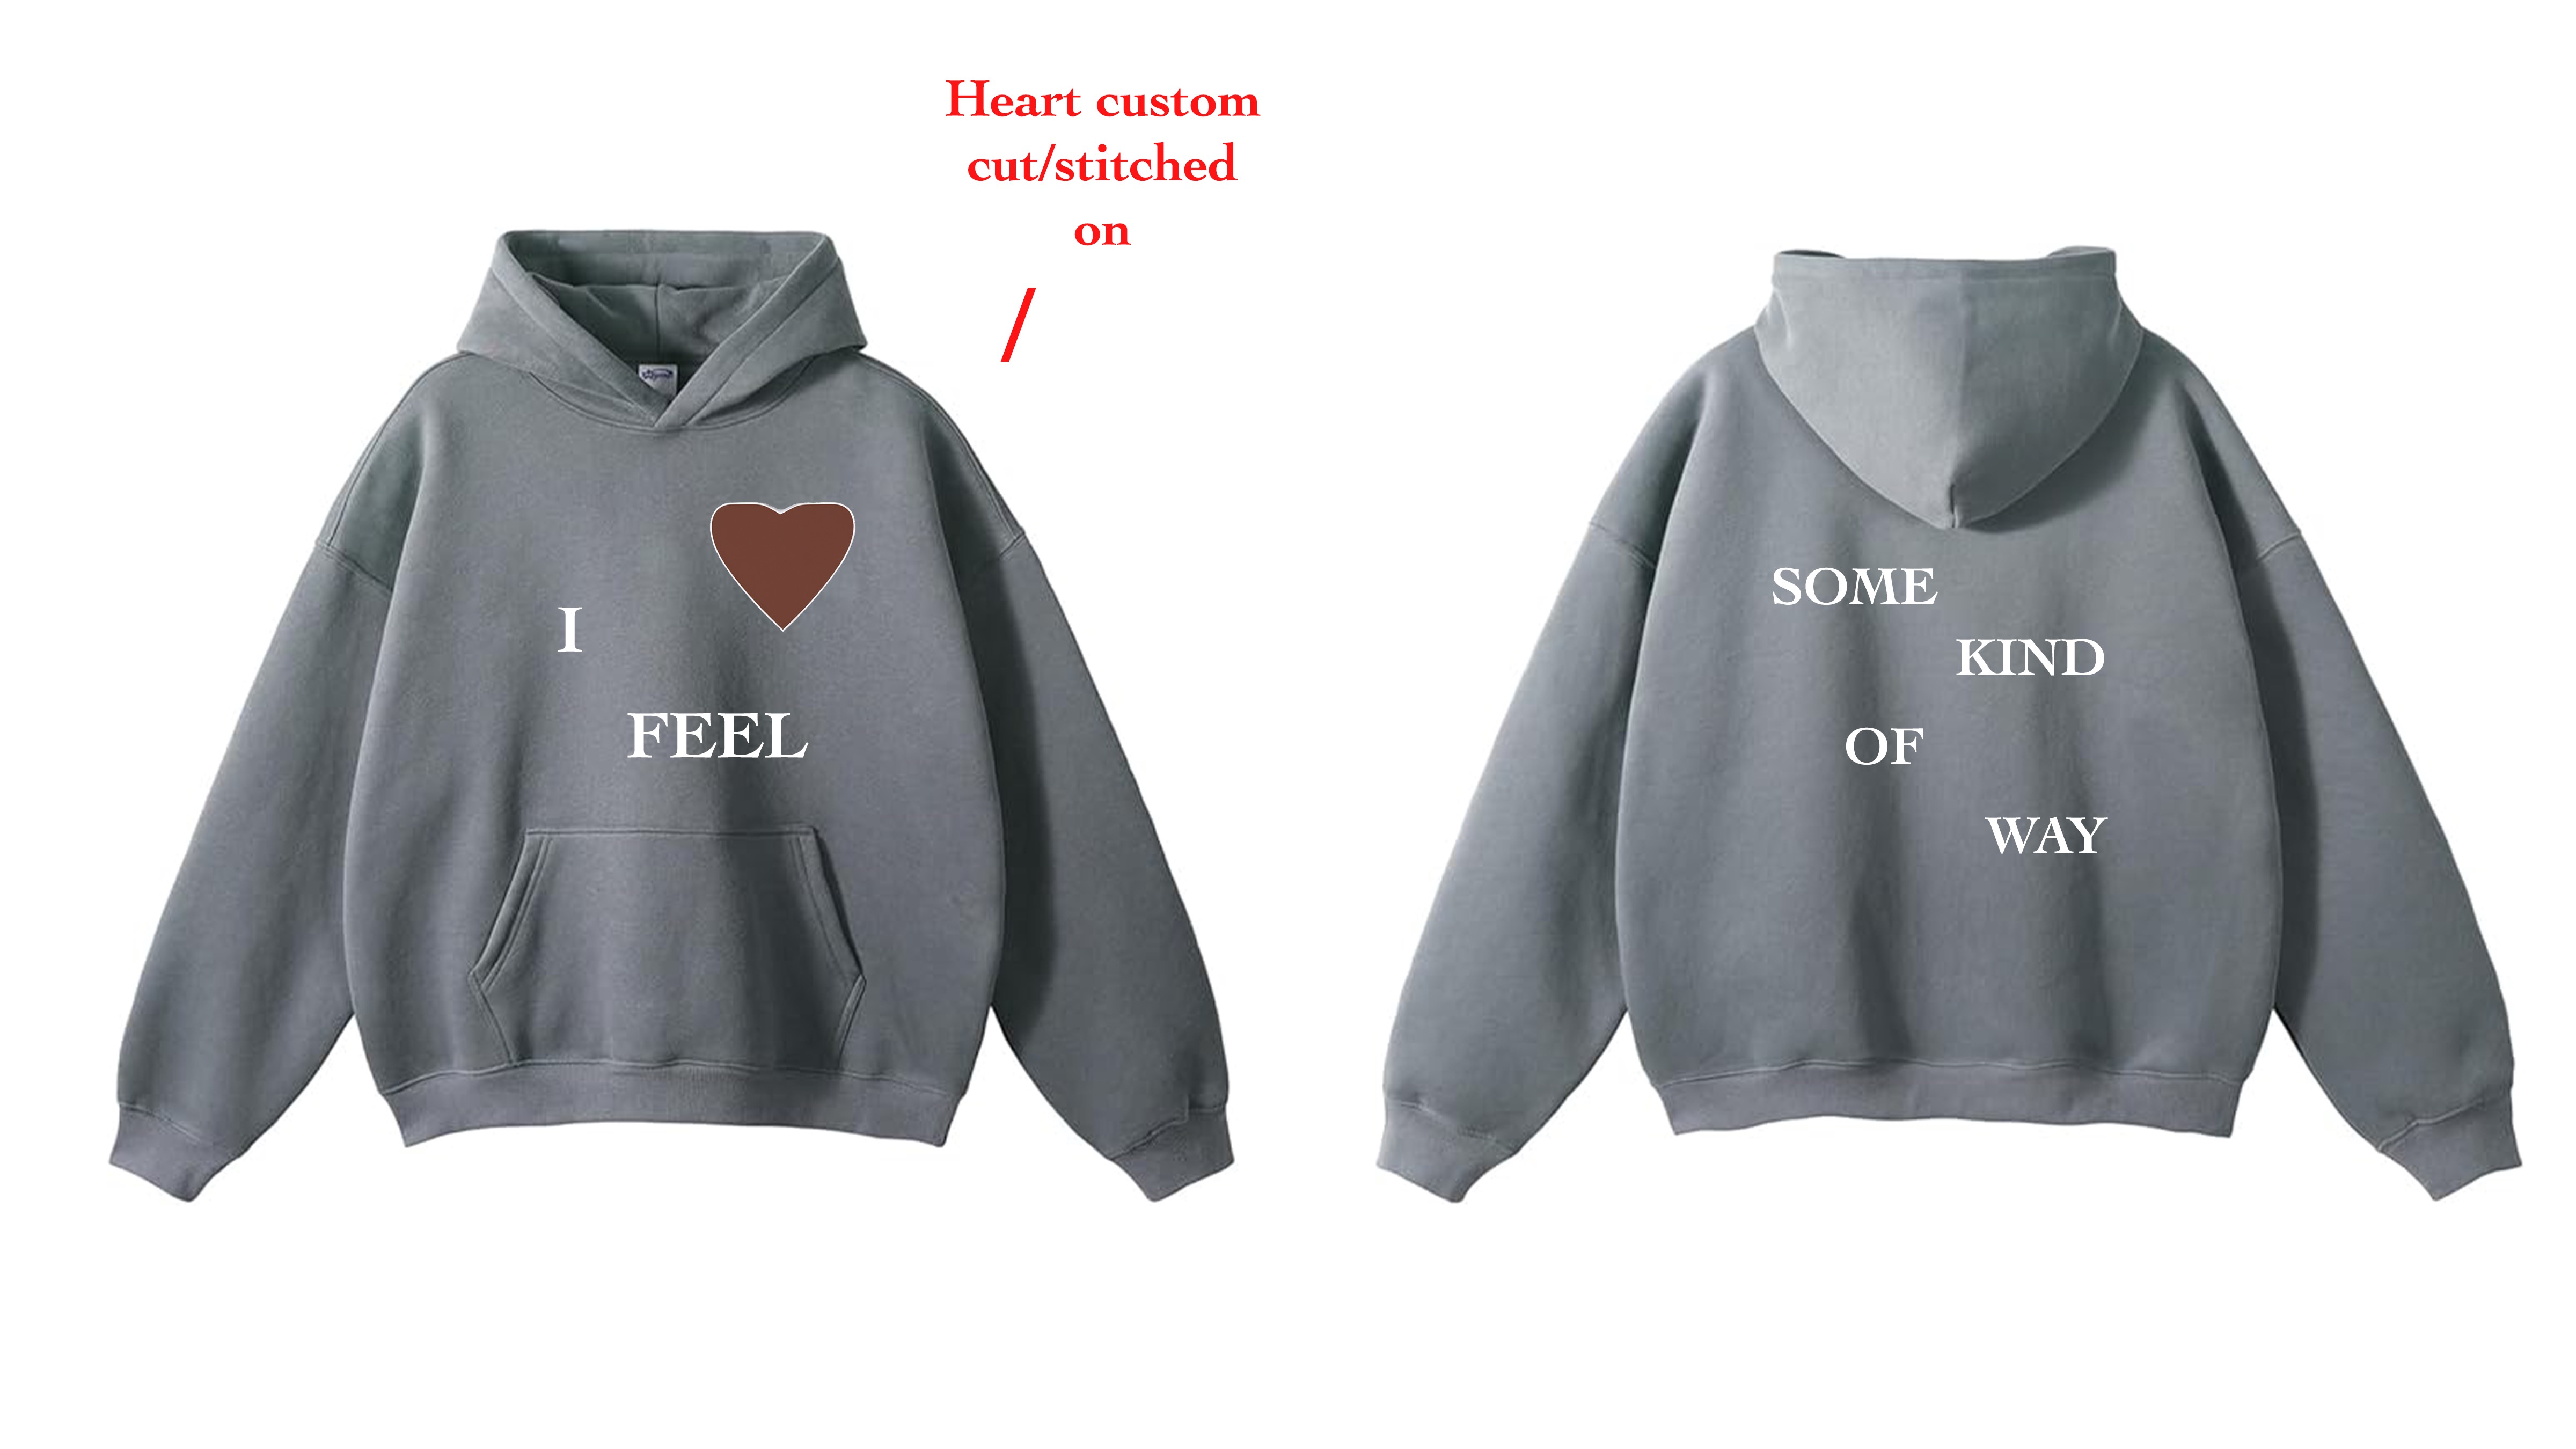 Heart custom
cut/stitched
on
/
I
FEEL
SOME
KIND
OF
WAY